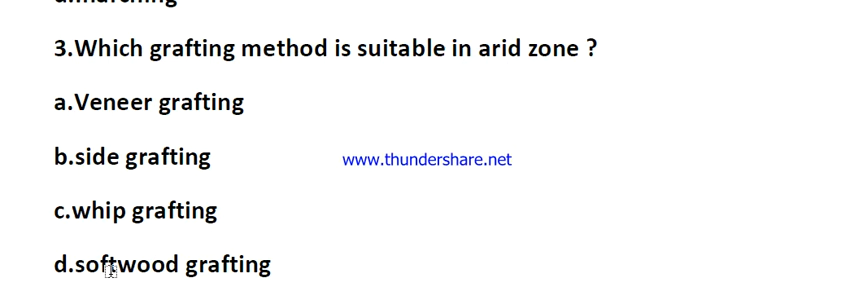 3.Which grafting method is suitable in arid zone ?
a.Veneer grafting
b.side grafting
www.thundershare.net
c.whip grafting
d.softwood grafting